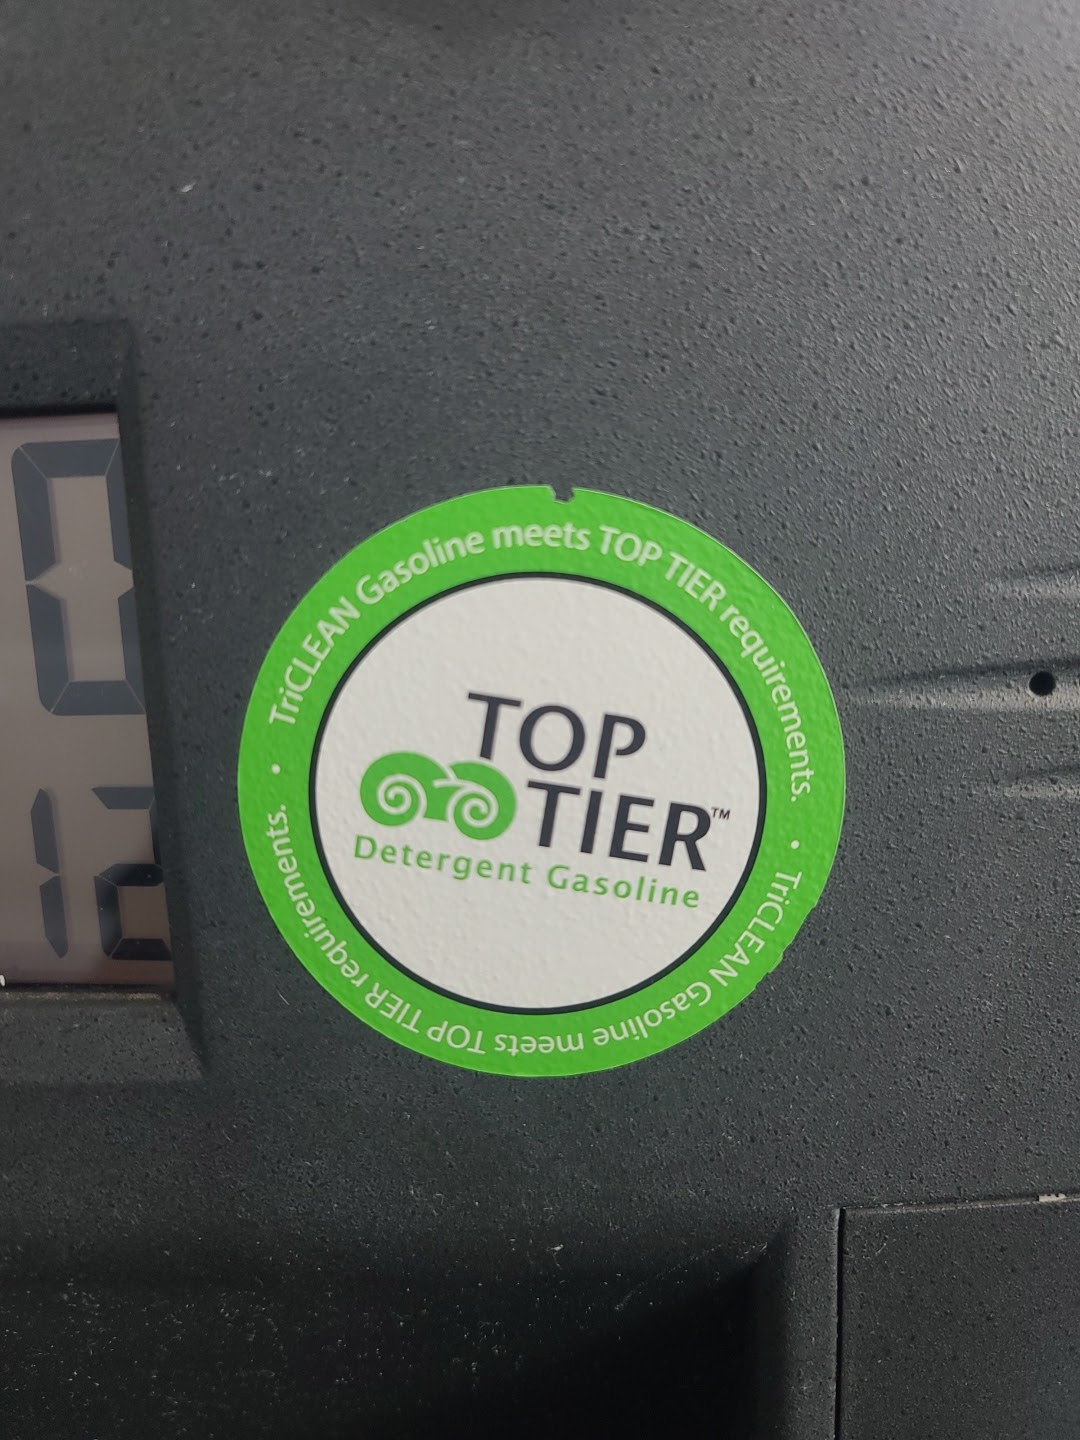 TriCLEAN Gasoline meets TOP TIER requirements.
TOP
TIER™
Detergent Gasoline
• TriCLEAN Gasoline meets TOP TIER requirements. •